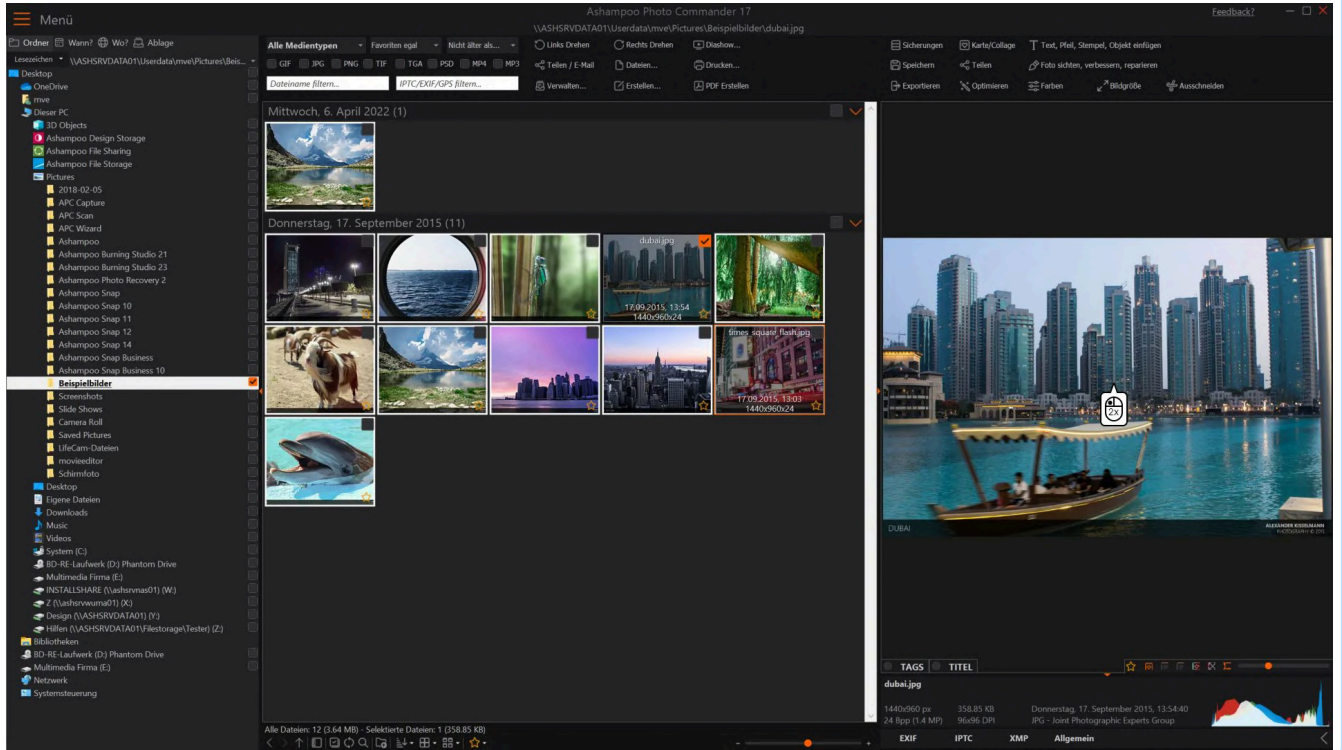 Menü
Ashampoo Photo Commander 17
Feedback?
\\ASHSRVDATA01\Userdata\mve\Pictures\Beispielbilder\dubai.jpg
Ordner Wann? Wo? Ablage
Lesezeichen \\ASHSRVDATA01\Userdata\mve\Pictures\Beis...
Desktop
OneDrive
mve
Dieser PC
3D Objects
Ashampoo Design Storage
Ashampoo File Sharing
Ashampoo File Storage
Pictures
2018-02-05
APC Capture
APC Scan
APC Wizard
Ashampoo
Ashampoo Burning Studio 21
Ashampoo Burning Studio 23
Ashampoo Photo Recovery 2
Ashampoo Snap
Ashampoo Snap 10
Ashampoo Snap 11
Ashampoo Snap 12
Ashampoo Snap 14
Ashampoo Snap Business
Ashampoo Snap Business 10
Beispielbilder
Screenshots
Slide Shows
Camera Roll
Saved Pictures
LifeCam-Dateien
movieeditor
Schirmfoto
Desktop
Eigene Dateien
Downloads
Music
Videos
System (C:)
BD-RE-Laufwerk (D:) Phantom Drive
Multimedia Firma (E:)
INSTALLSHARE (\\ashsrvnas01) (W:)
Z (\\ashsrvwuma01) (X:)
Design (\\ASHSRVDATA01) (Y:)
Hilfen (\\ASHSRVDATA01\Filestorage\Tester) (Z:)
Bibliotheken
BD-RE-Laufwerk (D:) Phantom Drive
Multimedia Firma (E:)
Netzwerk
Systemsteuerung
Alle Medientypen Favoriten egal Nicht älter als...
GIF JPG PNG TIF TGA PSD MP4 MP3
Dateiname filtern... IPTC/EXIF/GPS filtern...
Links Drehen Rechts Drehen Diashow...
Teilen / E-Mail Dateien... Drucken...
Verwalten... Erstellen... PDF Erstellen
Sicherungen Karte/Collage Text, Pfeil, Stempel, Objekt einfügen
Speichern Teilen Foto sichten, verbessern, reparieren
Exportieren Optimieren Farben Bildgröße Ausschneiden
Mittwoch, 6. April 2022 (1)
Donnerstag, 17. September 2015 (11)
dubai.jpg
17.09.2015, 13:54
1440x960x24
times_square_flash.jpg
17.09.2015, 13:03
1440x960x24
Alle Dateien: 12 (3.64 MB) - Selektierte Dateien: 1 (358.85 KB)
2x
DUBAI
ALEXANDER KISSELMANN
TAGS TITEL
dubai.jpg
1440x960 px 358.85 KB Donnerstag, 17. September 2015, 13:54:40
24 Bpp (1.4 MP) 96x96 DPI JPG - Joint Photographic Experts Group
EXIF IPTC XMP Allgemein